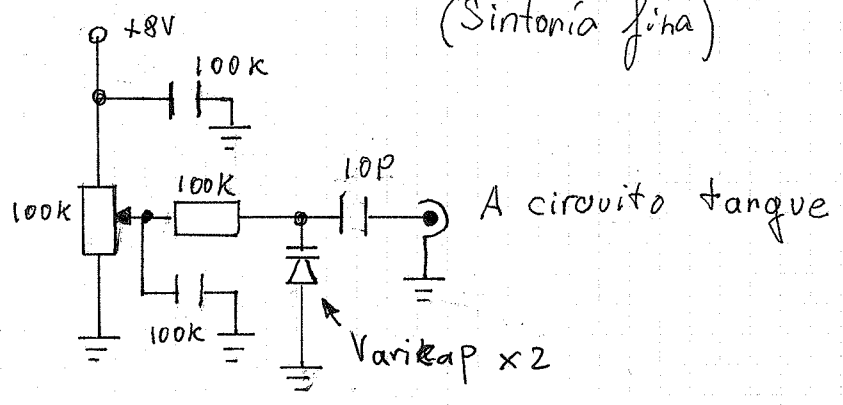 (Sintonía fina)
+8V
100K
10P
100K
100K
A circuito tanque
100K
Varikap x2